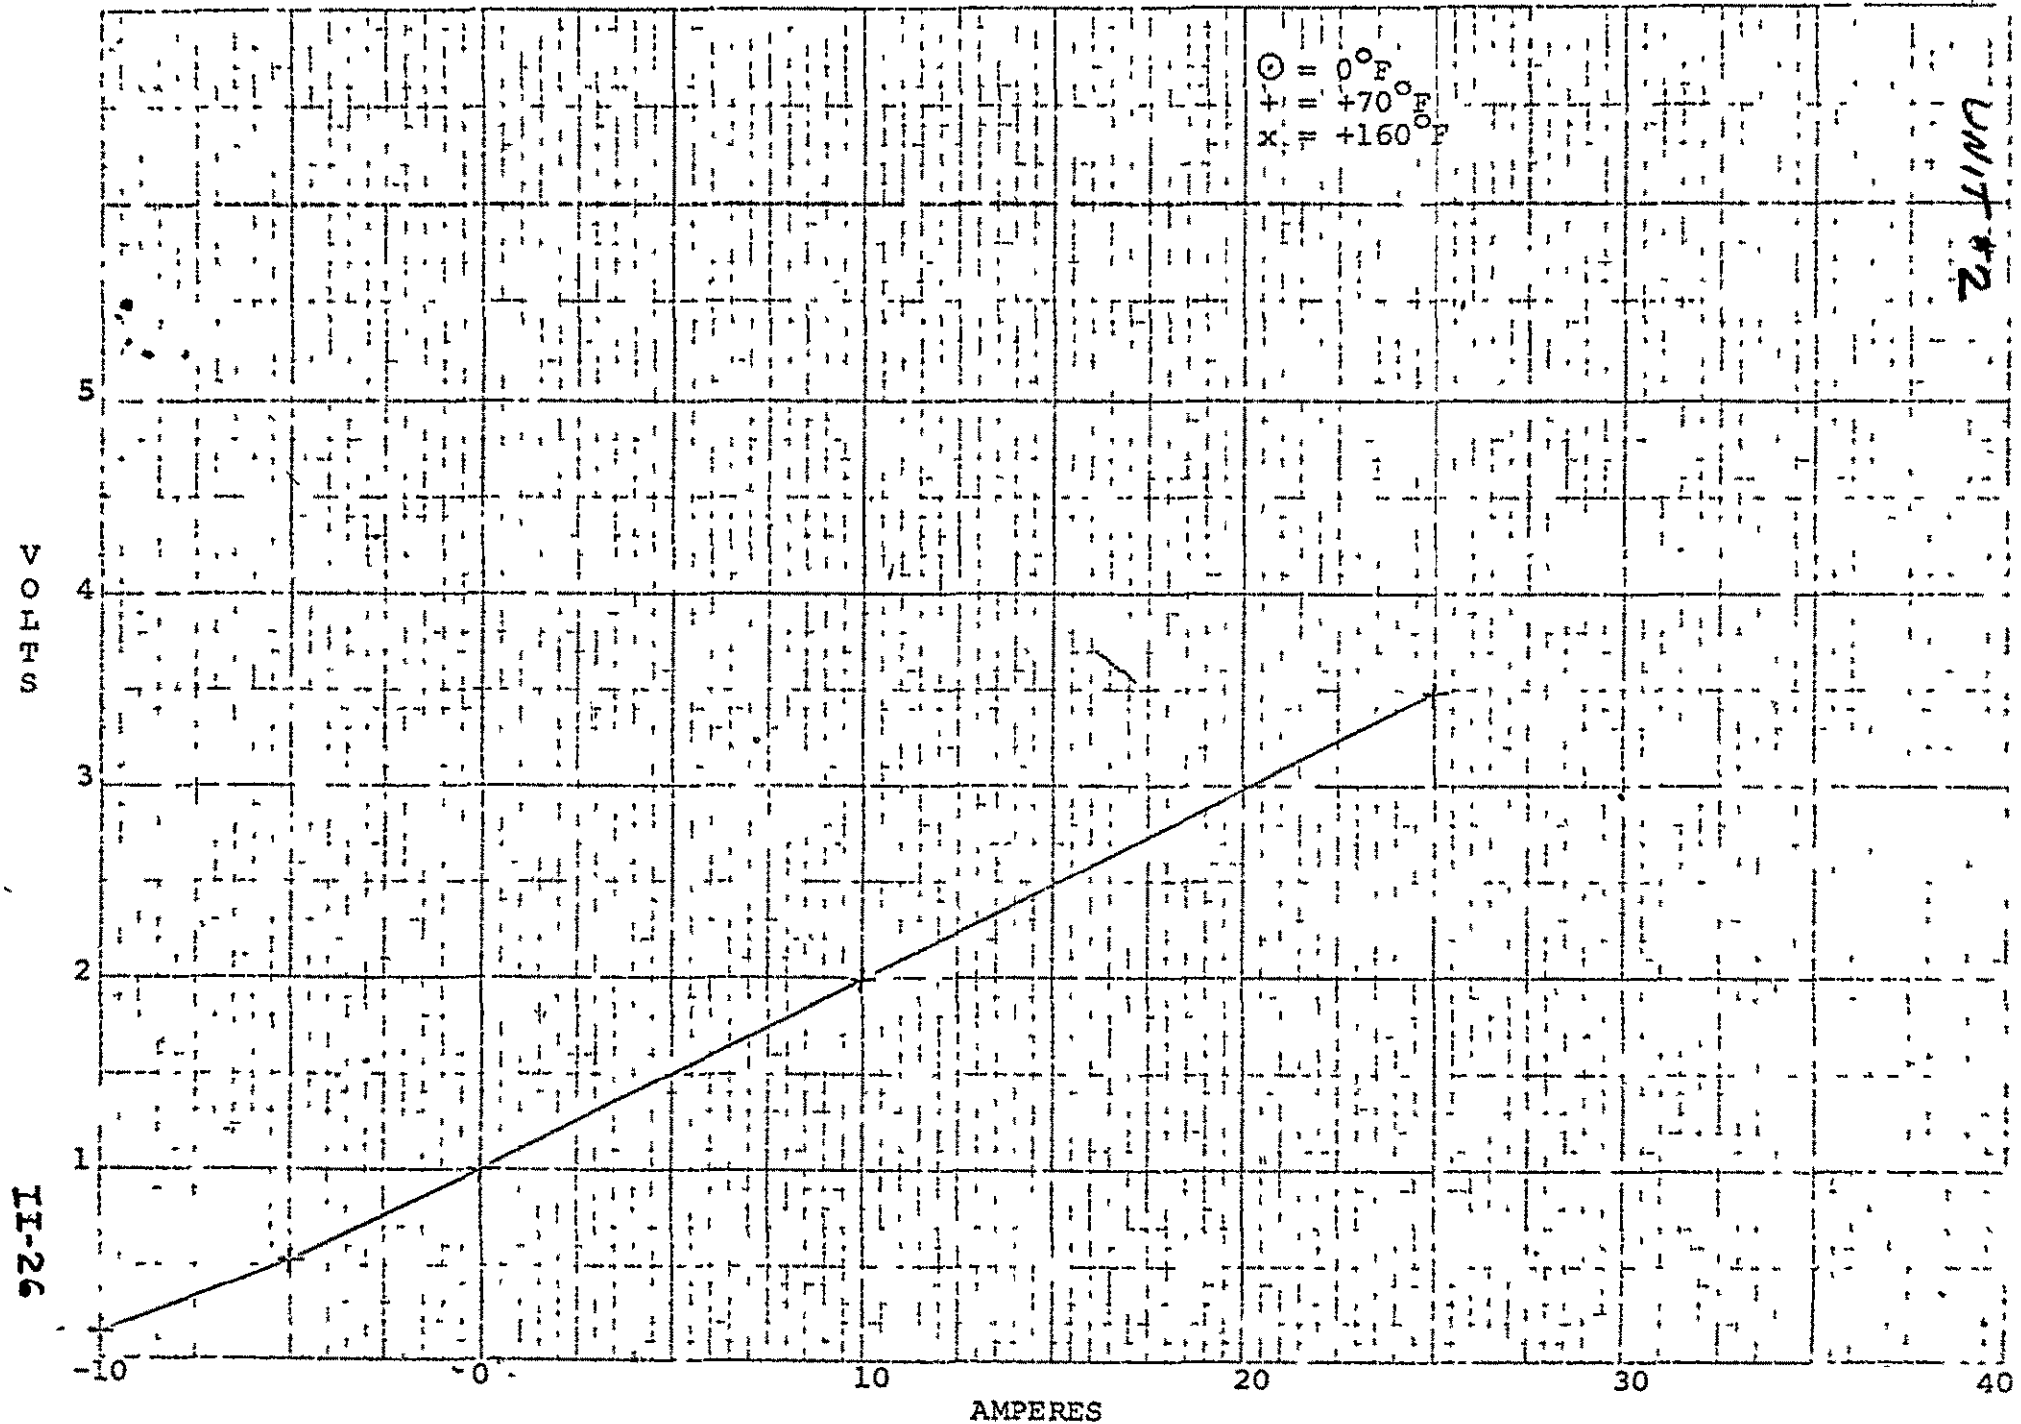 ⊙ = 0°F
+ = +70°F
x = +160°F
UNIT #2
VOLTS
5
4
3
2
1
-10
0
10
20
30
40
AMPERES
II-26